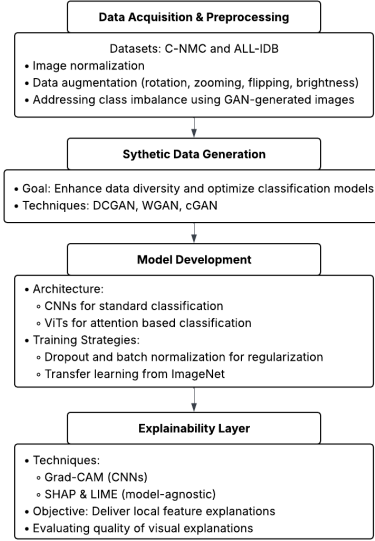 Data Acquisition & Preprocessing
Datasets: C-NMC and ALL-IDB
• Image normalization
• Data augmentation (rotation, zooming, flipping, brightness)
• Addressing class imbalance using GAN-generated images
Sythetic Data Generation
• Goal: Enhance data diversity and optimize classification models
• Techniques: DCGAN, WGAN, cGAN
Model Development
• Architecture:
◦ CNNs for standard classification
◦ ViTs for attention based classification
• Training Strategies:
◦ Dropout and batch normalization for regularization
◦ Transfer learning from ImageNet
Explainability Layer
• Techniques:
◦ Grad-CAM (CNNs)
◦ SHAP & LIME (model-agnostic)
• Objective: Deliver local feature explanations
• Evaluating quality of visual explanations